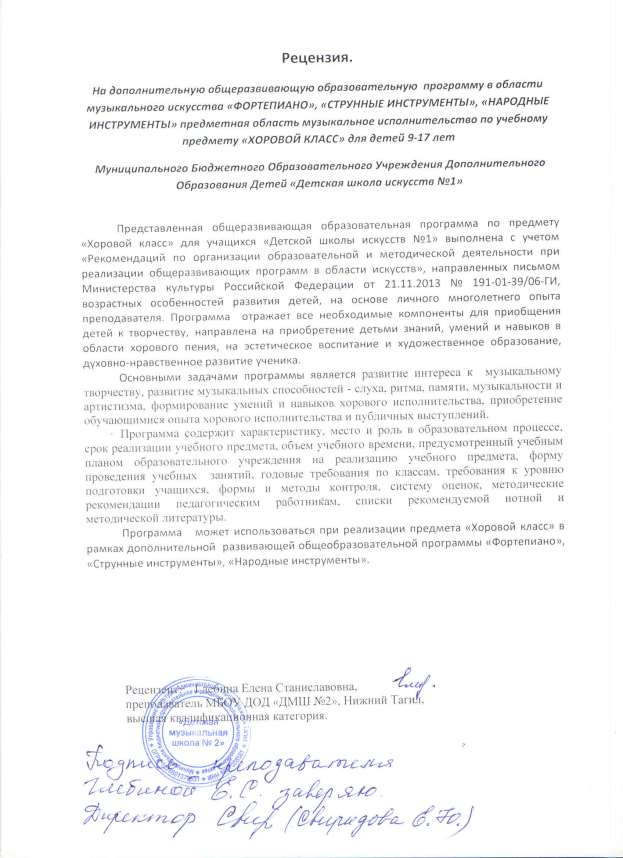 Рецензия.
На дополнительную общеразвивающую образовательную программу в области
музыкального искусства «ФОРТЕПИАНО», «СТРУННЫЕ ИНСТРУМЕНТЫ», «НАРОДНЫЕ
ИНСТРУМЕНТЫ» предметная область музыкальное исполнительство по учебному
предмету «ХОРОВОЙ КЛАСС» для детей 9-17 лет
Муниципального Бюджетного Образовательного Учреждения Дополнительного
Образования Детей «Детская школа искусств №1»
Представленная общеразвивающая образовательная программа по предмету
«Хоровой класс» для учащихся «Детской школы искусств №1» выполнена с учетом
«Рекомендаций по организации образовательной и методической деятельности при
реализации общеразвивающих программ в области искусств», направленных письмом
Министерства культуры Российской Федерации от 21.11.2013 № 191-01-39/06-ГИ,
возрастных особенностей развития детей, на основе личного многолетнего опыта
преподавателя. Программа отражает все необходимые компоненты для приобщения
детей к творчеству, направлена на приобретение детьми знаний, умений и навыков в
области хорового пения, на эстетическое воспитание и художественное образование,
духовно-нравственное развитие ученика.
Основными задачами программы является развитие интереса к музыкальному
творчеству, развитие музыкальных способностей - слуха, ритма, памяти, музыкальности и
артистизма, формирование умений и навыков хорового исполнительства, приобретение
обучающимися опыта хорового исполнительства и публичных выступлений.
Программа содержит характеристику, место и роль в образовательном процессе,
срок реализации учебного предмета, объем учебного времени, предусмотренный учебным
планом образовательного учреждения на реализацию учебного предмета, форму
проведения учебных занятий, годовые требования по классам, требования к уровню
подготовки учащихся, формы и методы контроля, систему оценок, методические
рекомендации педагогическим работникам, списки рекомендуемой нотной и
методической литературы.
Программа может использоваться при реализации предмета «Хоровой класс» в
рамках дополнительной развивающей общеобразовательной программы «Фортепиано»,
«Струнные инструменты», «Народные инструменты».
Рецензент: Глебина Елена Станиславовна,
преподаватель МБОУ ДОД «ДМШ №2», Нижний Тагил,
высшая квалификационная категория.
«Детская
музыкальная
школа № 2»
Подпись преподавателя
Глебиной Е.С. заверяю.
Директор Свир (Свиридова Е.Ю.)